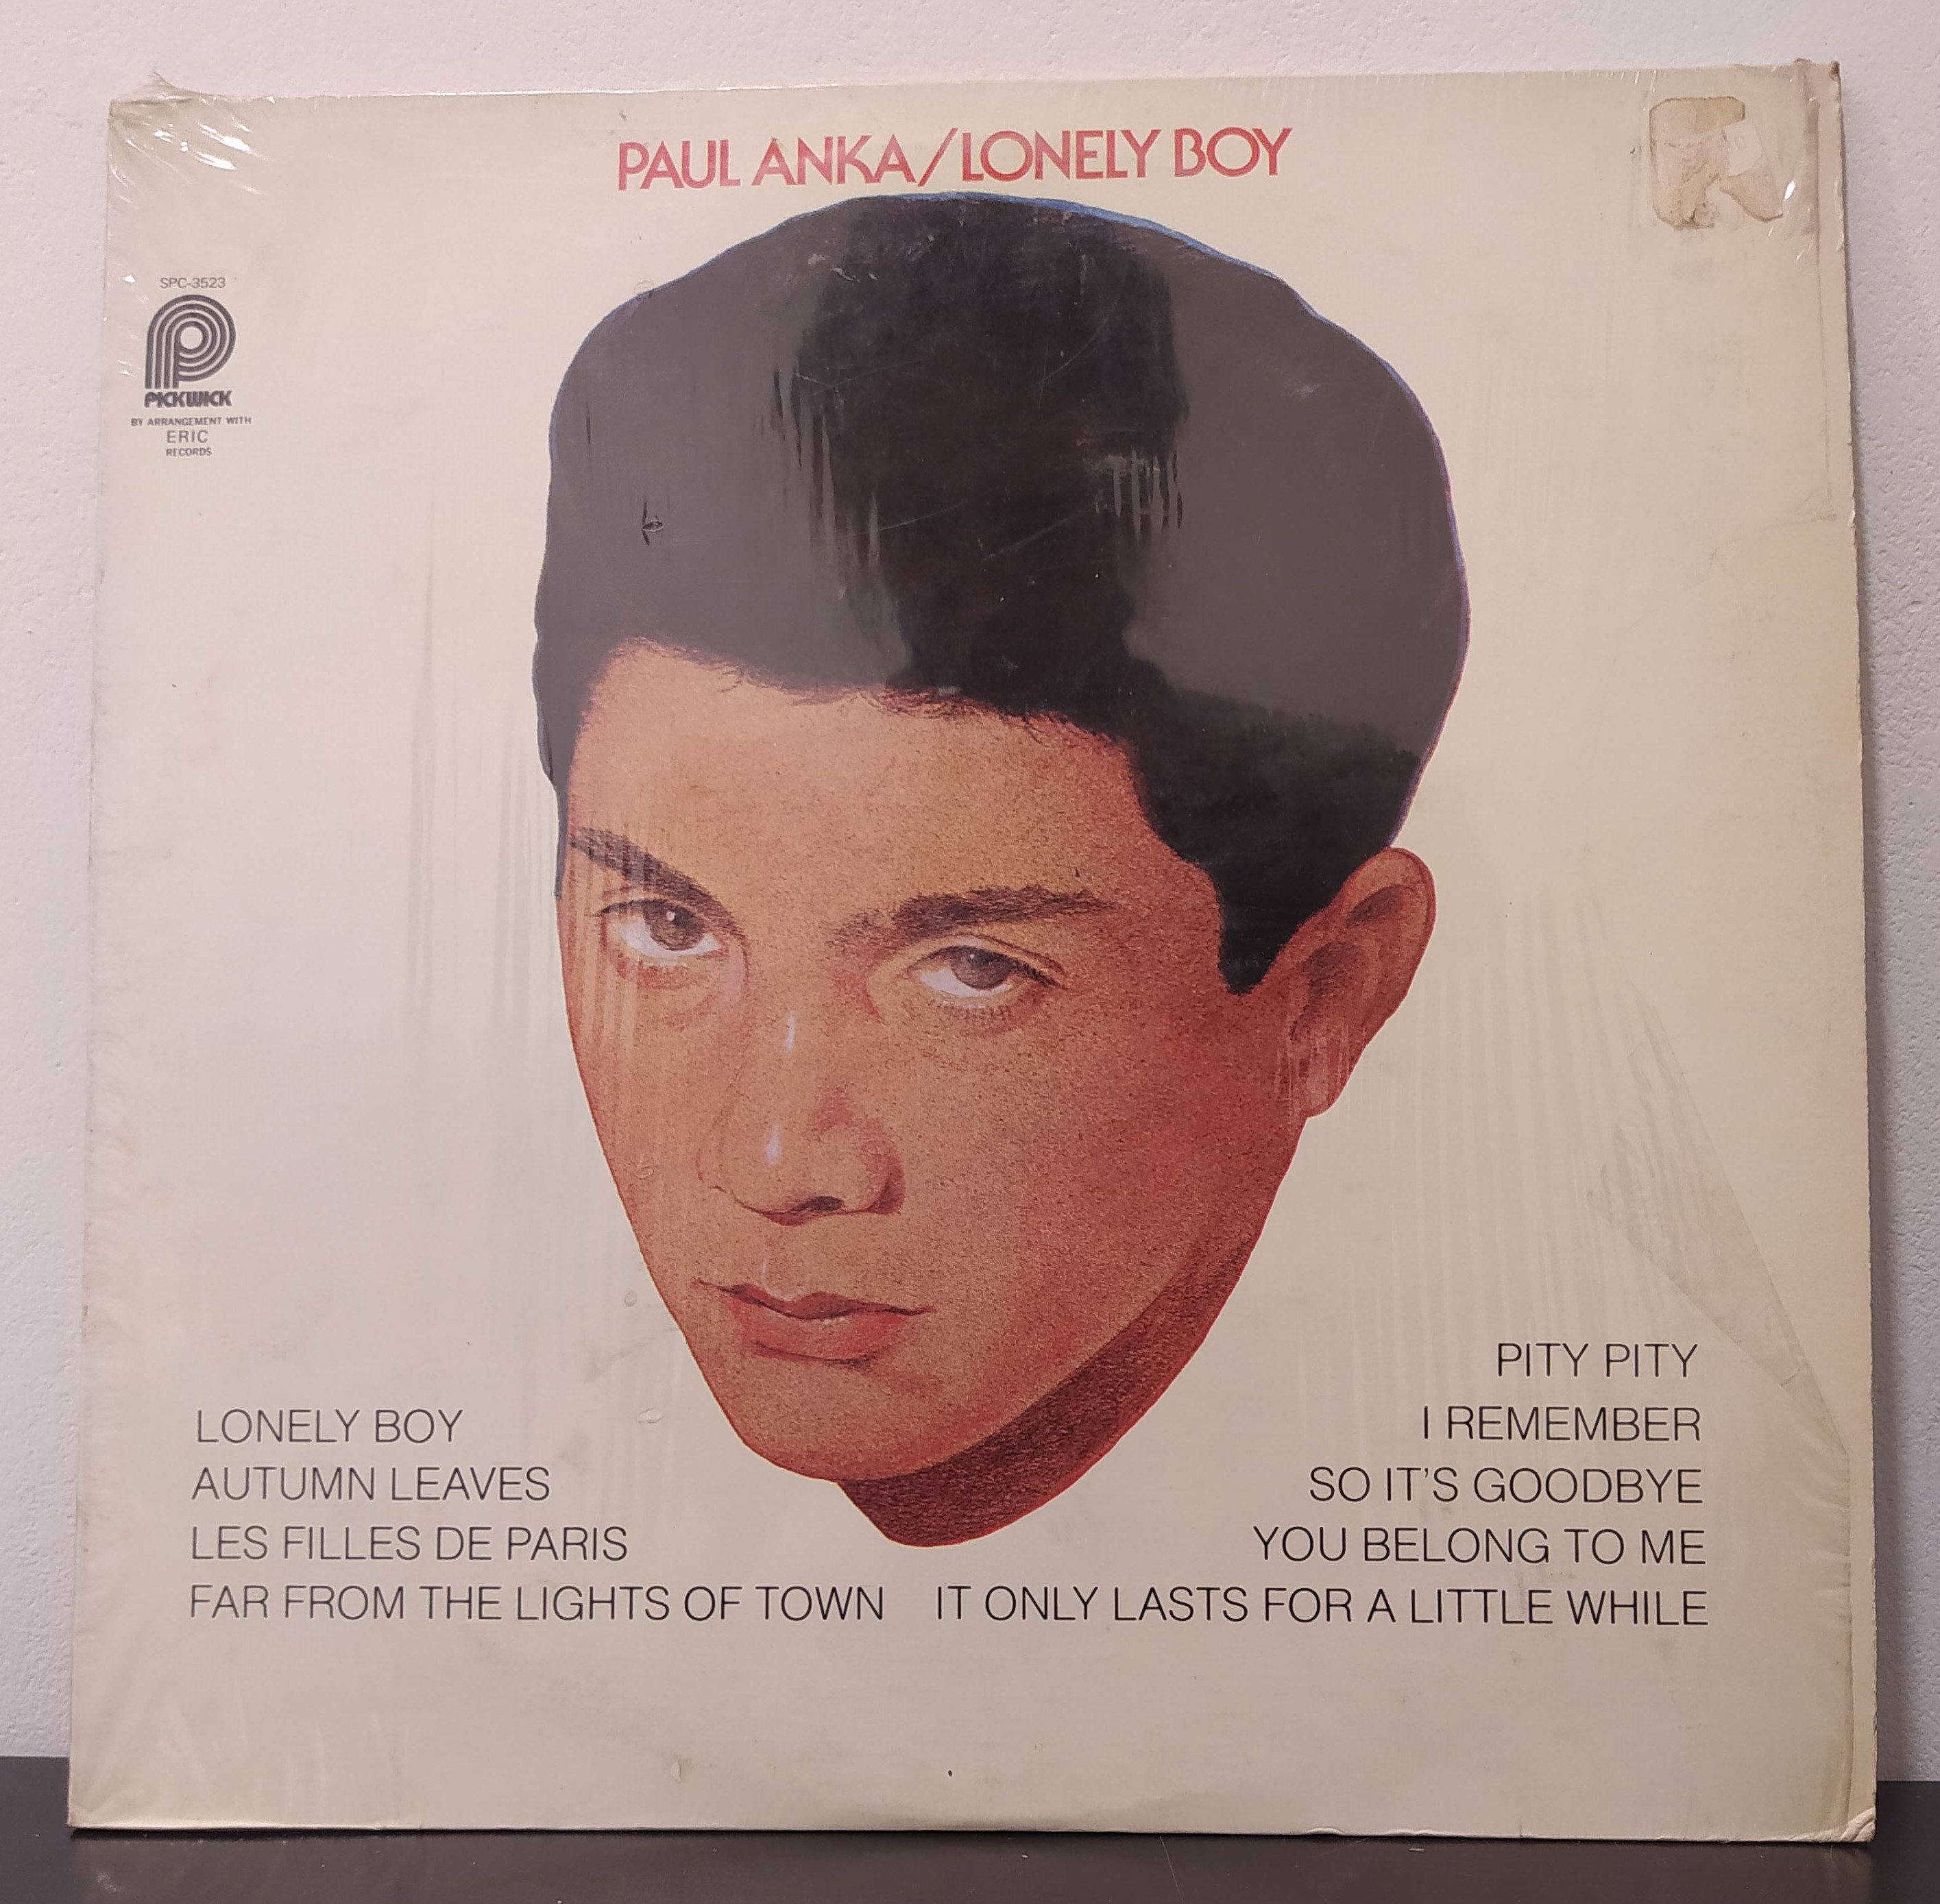 PAUL ANKA/LONELY BOY
SPC-3523
PICKWICK
BY ARRANGEMENT WITH
ERIC
RECORDS
LONELY BOY
AUTUMN LEAVES
LES FILLES DE PARIS
FAR FROM THE LIGHTS OF TOWN
PITY PITY
I REMEMBER
SO IT'S GOODBYE
YOU BELONG TO ME
IT ONLY LASTS FOR A LITTLE WHILE